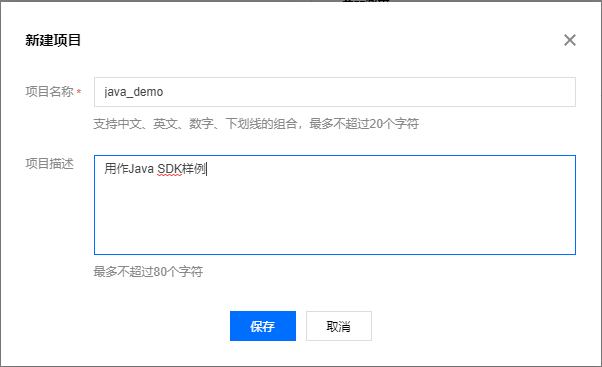 新建项目
项目名称 *
java_demo
支持中文、英文、数字、下划线的组合，最多不超过20个字符
项目描述
用作Java SDK样例
最多不超过80个字符
保存 取消